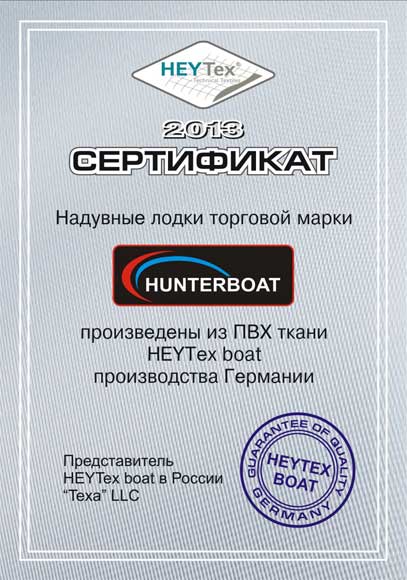 HEYTex®
Technical Textiles
2013
СЕРТИФИКАТ
Надувные лодки торговой марки
HUNTERBOAT
произведены из ПВХ ткани
HEYTex boat
производства Германии
GUARANTEE OF QUALITY
HEYTEX
BOAT
GERMANY
Представитель
HEYTex boat в России
“Texa” LLC